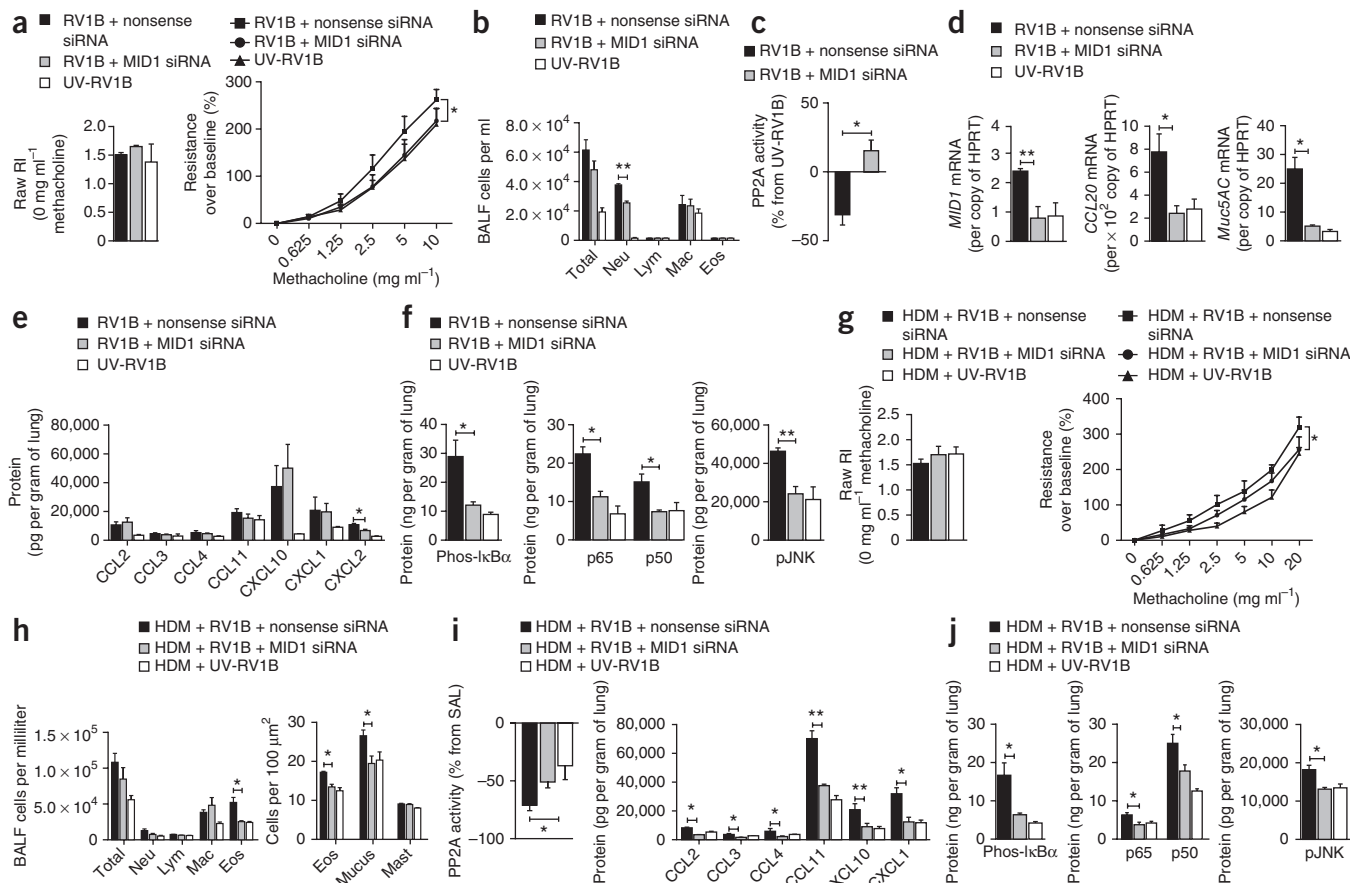 a
RV1B + nonsense
siRNA
RV1B + MID1 siRNA
UV-RV1B
RV1B + nonsense siRNA
RV1B + MID1 siRNA
UV-RV1B
Raw RI
(0 mg ml−1
methacholine)
2.0
1.5
1.0
0.5
0
Resistance
over baseline (%)
300
200
100
0
*
0
0.625
1.25
2.5
5
10
Methacholine (mg ml−1)
b
RV1B + nonsense siRNA
RV1B + MID1 siRNA
UV-RV1B
BALF cells per ml
8.0 × 10⁴
6.0 × 10⁴
4.0 × 10⁴
2.0 × 10⁴
0
**
Total
Neu
Lym
Mac
Eos
c
RV1B + nonsense siRNA
RV1B + MID1 siRNA
PP2A activity
(% from UV-RV1B)
50
0
−50
*
d
RV1B + nonsense siRNA
RV1B + MID1 siRNA
UV-RV1B
MID1 mRNA
(per copy of HPRT)
4
3
2
1
0
**
CCL20 mRNA
(per × 10² copy of HPRT)
10
8
6
4
2
0
*
Muc5AC mRNA
(per copy of HPRT)
50
40
30
20
10
0
*
e
RV1B + nonsense siRNA
RV1B + MID1 siRNA
UV-RV1B
Protein
(pg per gram of lung)
80,000
60,000
40,000
20,000
0
*
CCL2
CCL3
CCL4
CCL11
CXCL10
CXCL1
CXCL2
f
RV1B + nonsense siRNA
RV1B + MID1 siRNA
UV-RV1B
Protein (ng per gram of lung)
40
30
20
10
0
*
Phos-IκBα
Protein (ng per gram of lung)
30
20
10
0
*
*
p65
p50
Protein (pg per gram of lung)
60,000
40,000
20,000
0
**
pJNK
g
HDM + RV1B + nonsense
siRNA
HDM + RV1B + MID1 siRNA
HDM + UV-RV1B
HDM + RV1B + nonsense
siRNA
HDM + RV1B + MID1 siRNA
HDM + UV-RV1B
Raw RI
(0 mg ml−1 methacholine)
2.5
2.0
1.5
1.0
0.5
0
Resistance
over baseline (%)
400
300
200
100
0
*
0
0.625
1.25
2.5
5
10
20
Methacholine (mg ml−1)
h
HDM + RV1B + nonsense siRNA
HDM + RV1B + MID1 siRNA
HDM + UV-RV1B
BALF cells per milliliter
1.5 × 10⁵
1.0 × 10⁵
5.0 × 10⁴
0
*
Total
Neu
Lym
Mac
Eos
Cells per 100 μm²
30
20
10
0
*
*
Eos
Mucus
Mast
i
HDM + RV1B + nonsense siRNA
HDM + RV1B + MID1 siRNA
HDM + UV-RV1B
PP2A activity (% from SAL)
0
−50
−100
*
Protein (pg per gram of lung)
80,000
60,000
40,000
20,000
0
*
*
*
**
**
*
CCL2
CCL3
CCL4
CCL11
CXCL10
CXCL1
j
HDM + RV1B + nonsense siRNA
HDM + RV1B + MID1 siRNA
HDM + UV-RV1B
Protein (ng per gram of lung)
30
20
10
0
*
Phos-IκBα
Protein (ng per gram of lung)
30
20
10
0
*
*
p65
p50
Protein (pg per gram of lung)
30,000
20,000
10,000
0
*
pJNK